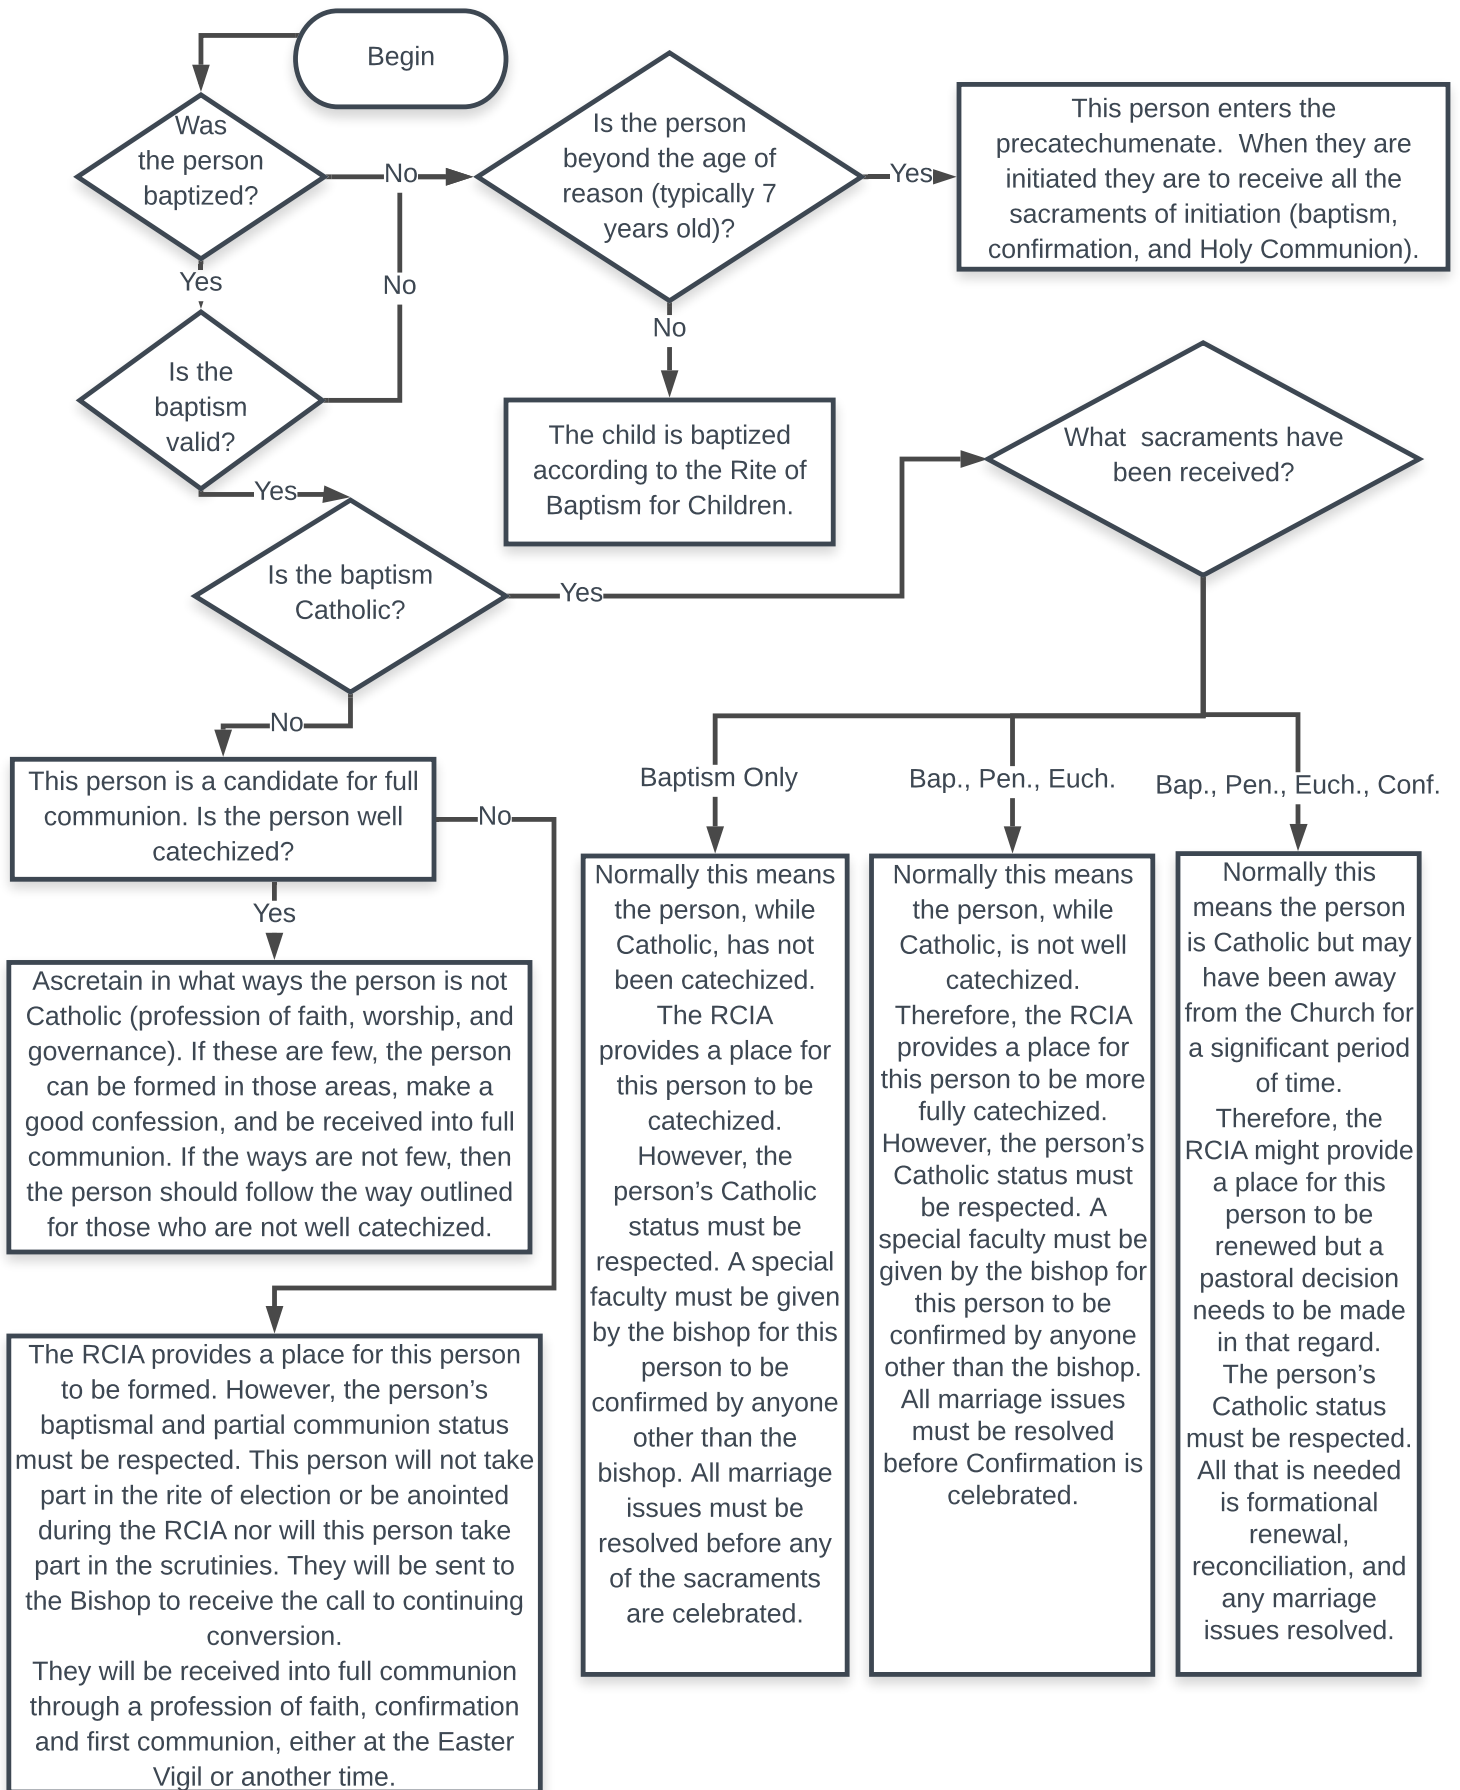 Begin
Was
the person
baptized?
No
Is the person
beyond the age of
reason (typically 7
years old)?
Yes
This person enters the
precatechumenate.  When they are
initiated they are to receive all the
sacraments of initiation (baptism,
confirmation, and Holy Communion).
Yes
No
No
Is the
baptism
valid?
The child is baptized
according to the Rite of
Baptism for Children.
What  sacraments have
been received?
Yes
Is the baptism
Catholic?
Yes
No
This person is a candidate for full
communion. Is the person well
catechized?
No
Yes
Ascretain in what ways the person is not
Catholic (profession of faith, worship, and
governance). If these are few, the person
can be formed in those areas, make a
good confession, and be received into full
communion. If the ways are not few, then
the person should follow the way outlined
for those who are not well catechized.
The RCIA provides a place for this person
to be formed. However, the person’s
baptismal and partial communion status
must be respected. This person will not take
part in the rite of election or be anointed
during the RCIA nor will this person take
part in the scrutinies. They will be sent to
the Bishop to receive the call to continuing
conversion.
They will be received into full communion
through a profession of faith, confirmation
and first communion, either at the Easter
Vigil or another time.
Baptism Only
Normally this means
the person, while
Catholic, has not
been catechized.
The RCIA
provides a place for
this person to be
catechized.
However, the
person’s Catholic
status must be
respected. A special
faculty must be given
by the bishop for this
person to be
confirmed by anyone
other than the
bishop. All marriage
issues must be
resolved before any
of the sacraments
are celebrated.
Bap., Pen., Euch.
Normally this means
the person, while
Catholic, is not well
catechized.
Therefore, the RCIA
provides a place for
this person to be more
fully catechized.
However, the person’s
Catholic status must
be respected. A
special faculty must be
given by the bishop for
this person to be
confirmed by anyone
other than the bishop.
All marriage issues
must be resolved
before Confirmation is
celebrated.
Bap., Pen., Euch., Conf.
Normally this
means the person
is Catholic but may
have been away
from the Church for
a significant period
of time.
Therefore, the
RCIA might provide
a place for this
person to be
renewed but a
pastoral decision
needs to be made
in that regard.
The person’s
Catholic status
must be respected.
All that is needed
is formational
renewal,
reconciliation, and
any marriage
issues resolved.